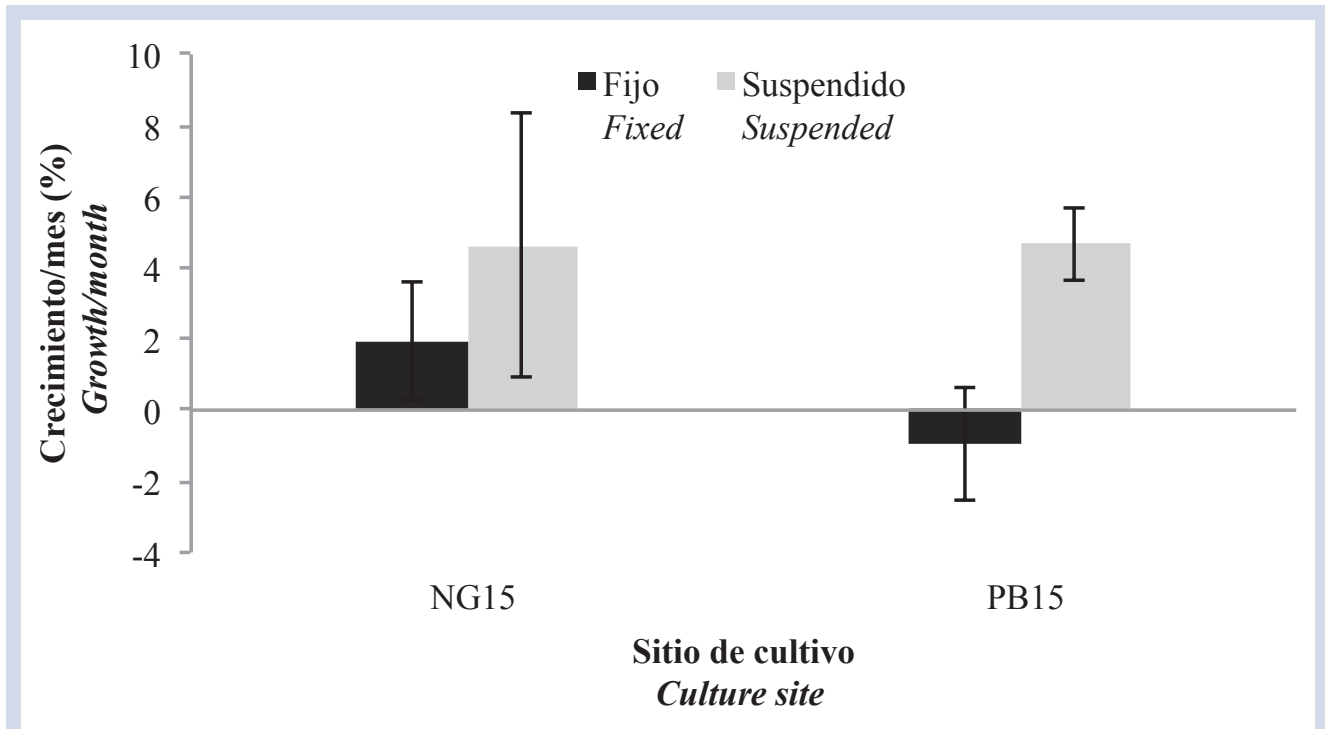 Crecimiento/mes (%)
Growth/month
10
8
6
4
2
0
-2
-4
Fijo
Fixed
Suspendido
Suspended
NG15
PB15
Sitio de cultivo
Culture site